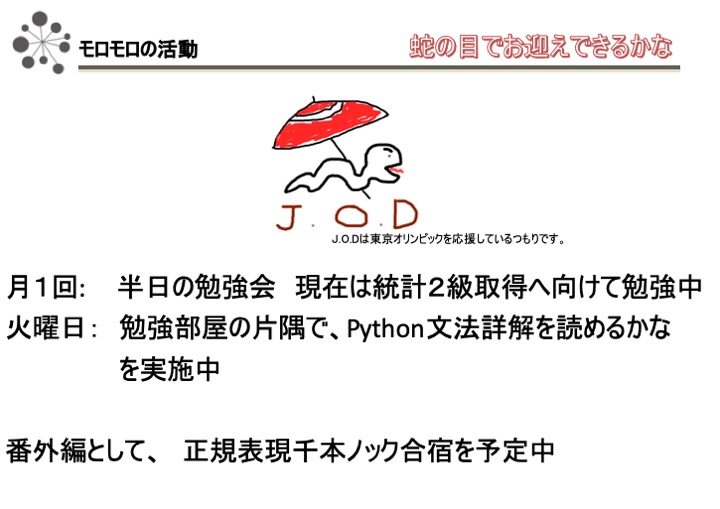 モロモロの活動
蛇の目でお迎えできるかな
J.O.D
J.O.Dは東京オリンピックを応援しているつもりです。
月１回:　半日の勉強会　現在は統計２級取得へ向けて勉強中
火曜日：　勉強部屋の片隅で、Python文法詳解を読めるかな
を実施中
番外編として、　正規表現千本ノック合宿を予定中